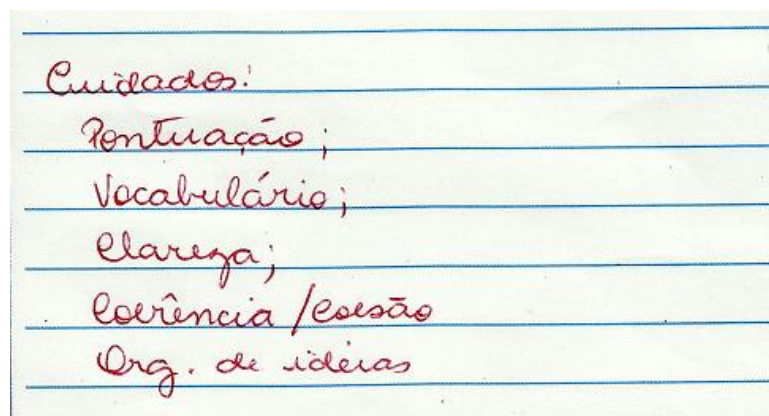 Cuidados:
Pontuação;
Vocabulário;
Clareza;
Coerência / Coesão
Org. de idéias